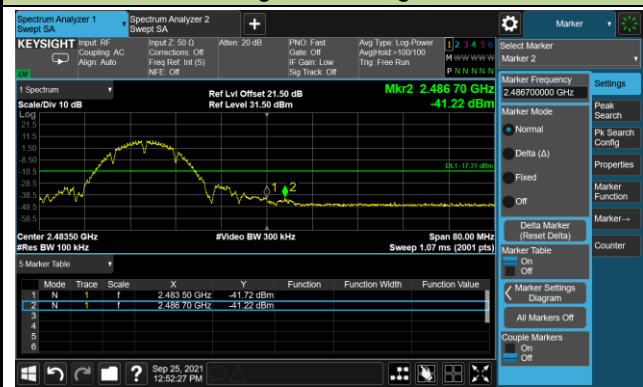 Spectrum Analyzer 1
Swept SA
Spectrum Analyzer 2
Swept SA
+
Marker
KEYSIGHT
Input: RF
Coupling: AC
Align: Auto
Input Z: 50 Ω
Corrections: Off
Freq Ref: Int (S)
NFE: Off
Atten: 20 dB
PNO: Fast
Gate: Off
IF Gain: Low
Sig Track: Off
Avg Type: Log-Power
Avg|Hold:>100/100
Trig: Free Run
1 2 3 4 5 6
M W W W W W
P N N N N N
Select Marker
Marker 2
1 Spectrum
Scale/Div 10 dB
Log
Ref Lvl Offset 21.50 dB
Ref Level 31.50 dBm
Mkr2 2.486 70 GHz
-41.22 dBm
21.5
11.5
1.50
-8.50
-18.5
-28.5
-38.5
-48.5
-58.5
DL1 -17.31 dBm
1
2
Center 2.48350 GHz
#Res BW 100 kHz
#Video BW 300 kHz
Span 80.00 MHz
Sweep 1.07 ms (2001 pts)
5 Marker Table
Mode Trace Scale X Y Function Function Width Function Value
1 N 1 f 2.483 50 GHz -41.72 dBm
2 N 1 f 2.486 70 GHz -41.22 dBm
3
4
5
6
Marker Frequency
2.486700000 GHz
Marker Mode
Normal
Delta (Δ)
Fixed
Off
Delta Marker
(Reset Delta)
Marker Table
On
Off
Marker Settings
Diagram
All Markers Off
Couple Markers
On
Off
Settings
Peak
Search
Pk Search
Config
Properties
Marker
Function
Marker→
Counter
?
Sep 25, 2021
12:52:27 PM